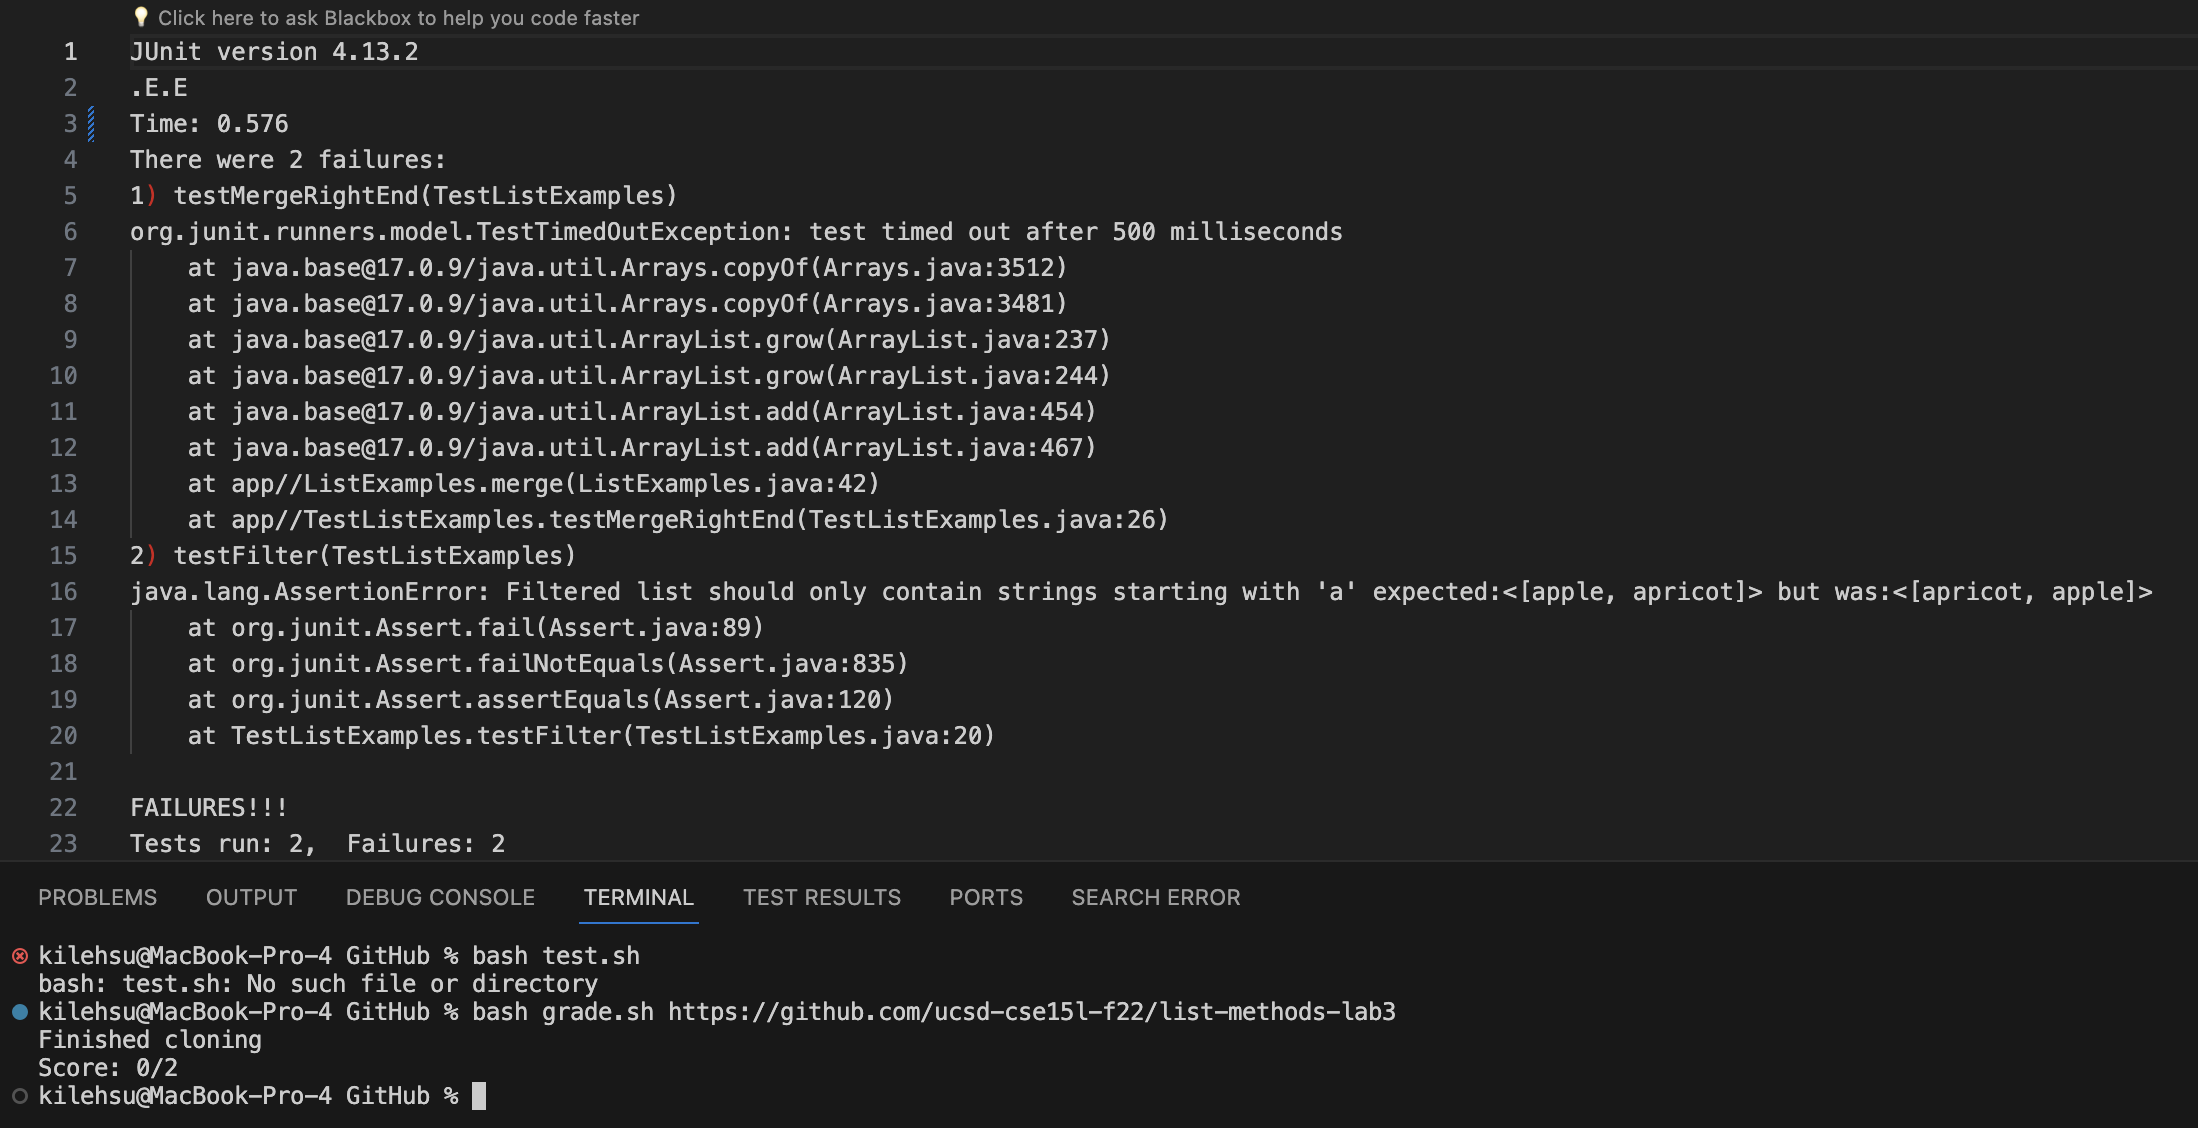 Click here to ask Blackbox to help you code faster
1 JUnit version 4.13.2
2 .E.E
3 Time: 0.576
4 There were 2 failures:
5 1) testMergeRightEnd(TestListExamples)
6 org.junit.runners.model.TestTimedOutException: test timed out after 500 milliseconds
7     at java.base@17.0.9/java.util.Arrays.copyOf(Arrays.java:3512)
8     at java.base@17.0.9/java.util.Arrays.copyOf(Arrays.java:3481)
9     at java.base@17.0.9/java.util.ArrayList.grow(ArrayList.java:237)
10     at java.base@17.0.9/java.util.ArrayList.grow(ArrayList.java:244)
11     at java.base@17.0.9/java.util.ArrayList.add(ArrayList.java:454)
12     at java.base@17.0.9/java.util.ArrayList.add(ArrayList.java:467)
13     at app//ListExamples.merge(ListExamples.java:42)
14     at app//TestListExamples.testMergeRightEnd(TestListExamples.java:26)
15 2) testFilter(TestListExamples)
16 java.lang.AssertionError: Filtered list should only contain strings starting with 'a' expected:<[apple, apricot]> but was:<[apricot, apple]>
17     at org.junit.Assert.fail(Assert.java:89)
18     at org.junit.Assert.failNotEquals(Assert.java:835)
19     at org.junit.Assert.assertEquals(Assert.java:120)
20     at TestListExamples.testFilter(TestListExamples.java:20)
21
22 FAILURES!!!
23 Tests run: 2,  Failures: 2
PROBLEMS OUTPUT DEBUG CONSOLE TERMINAL TEST RESULTS PORTS SEARCH ERROR
kilehsu@MacBook-Pro-4 GitHub % bash test.sh
bash: test.sh: No such file or directory
kilehsu@MacBook-Pro-4 GitHub % bash grade.sh https://github.com/ucsd-cse15l-f22/list-methods-lab3
Finished cloning
Score: 0/2
kilehsu@MacBook-Pro-4 GitHub %